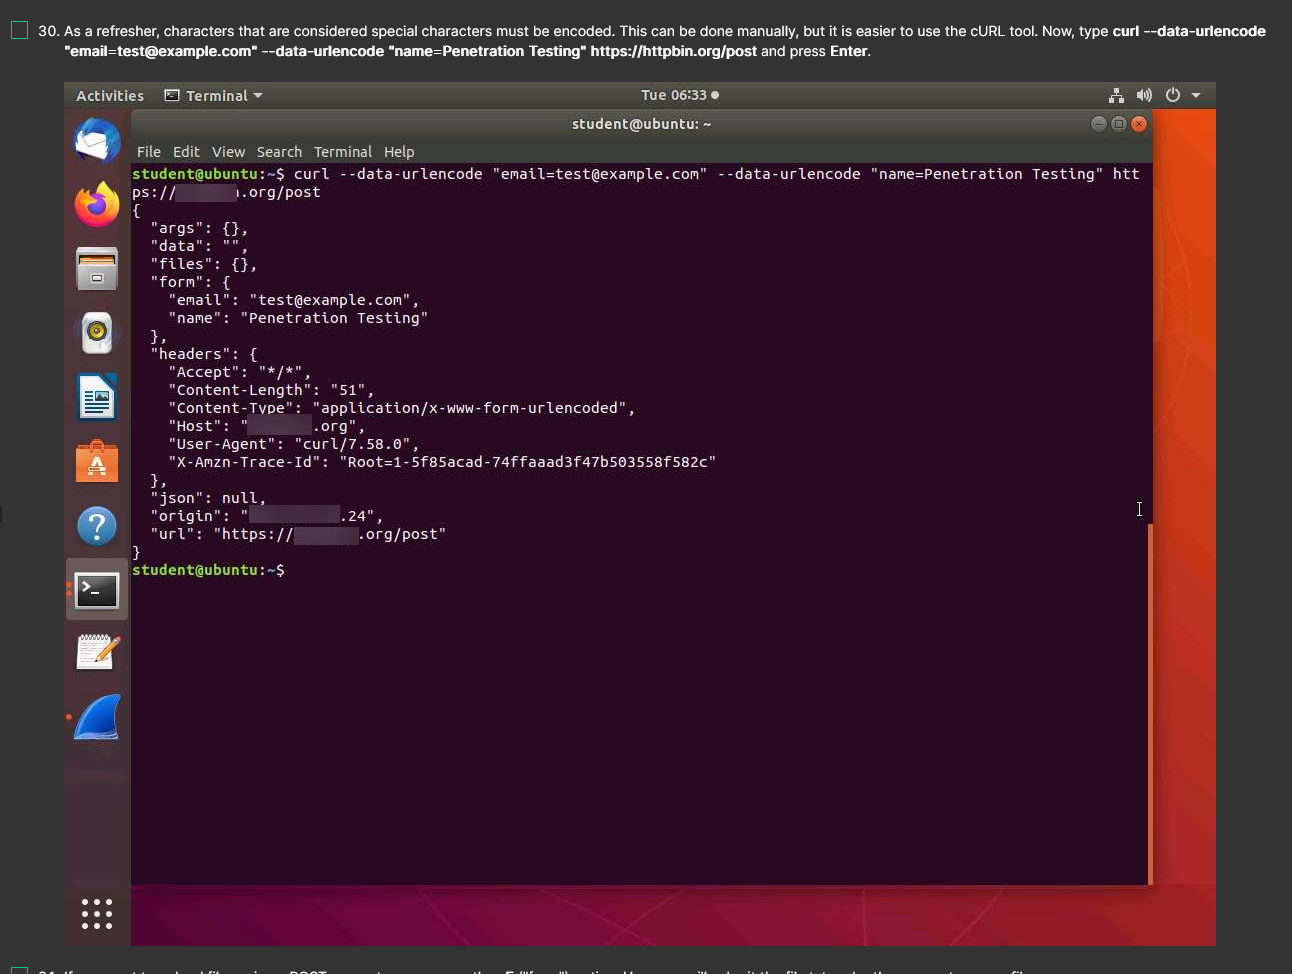 30. As a refresher, characters that are considered special characters must be encoded. This can be done manually, but it is easier to use the cURL tool. Now, type curl --data-urlencode
"email=test@example.com" --data-urlencode "name=Penetration Testing" https://httpbin.org/post and press Enter.
Activities Terminal Tue 06:33
student@ubuntu: ~
File Edit View Search Terminal Help
student@ubuntu:~$ curl --data-urlencode "email=test@example.com" --data-urlencode "name=Penetration Testing" htt
ps:// .org/post
{
"args": {},
"data": "",
"files": {},
"form": {
"email": "test@example.com",
"name": "Penetration Testing"
},
"headers": {
"Accept": "*/*",
"Content-Length": "51",
"Content-Type": "application/x-www-form-urlencoded",
"Host": " .org",
"User-Agent": "curl/7.58.0",
"X-Amzn-Trace-Id": "Root=1-5f85acad-74ffaaad3f47b503558f582c"
},
"json": null,
"origin": " .24",
"url": "https:// .org/post"
}
student@ubuntu:~$